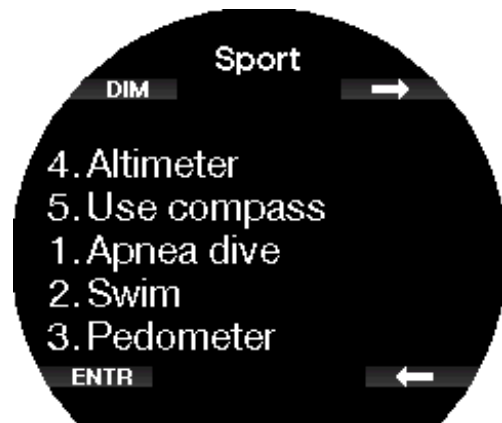 Sport
DIM
4. Altimeter
5. Use compass
1. Apnea dive
2. Swim
3. Pedometer
ENTR